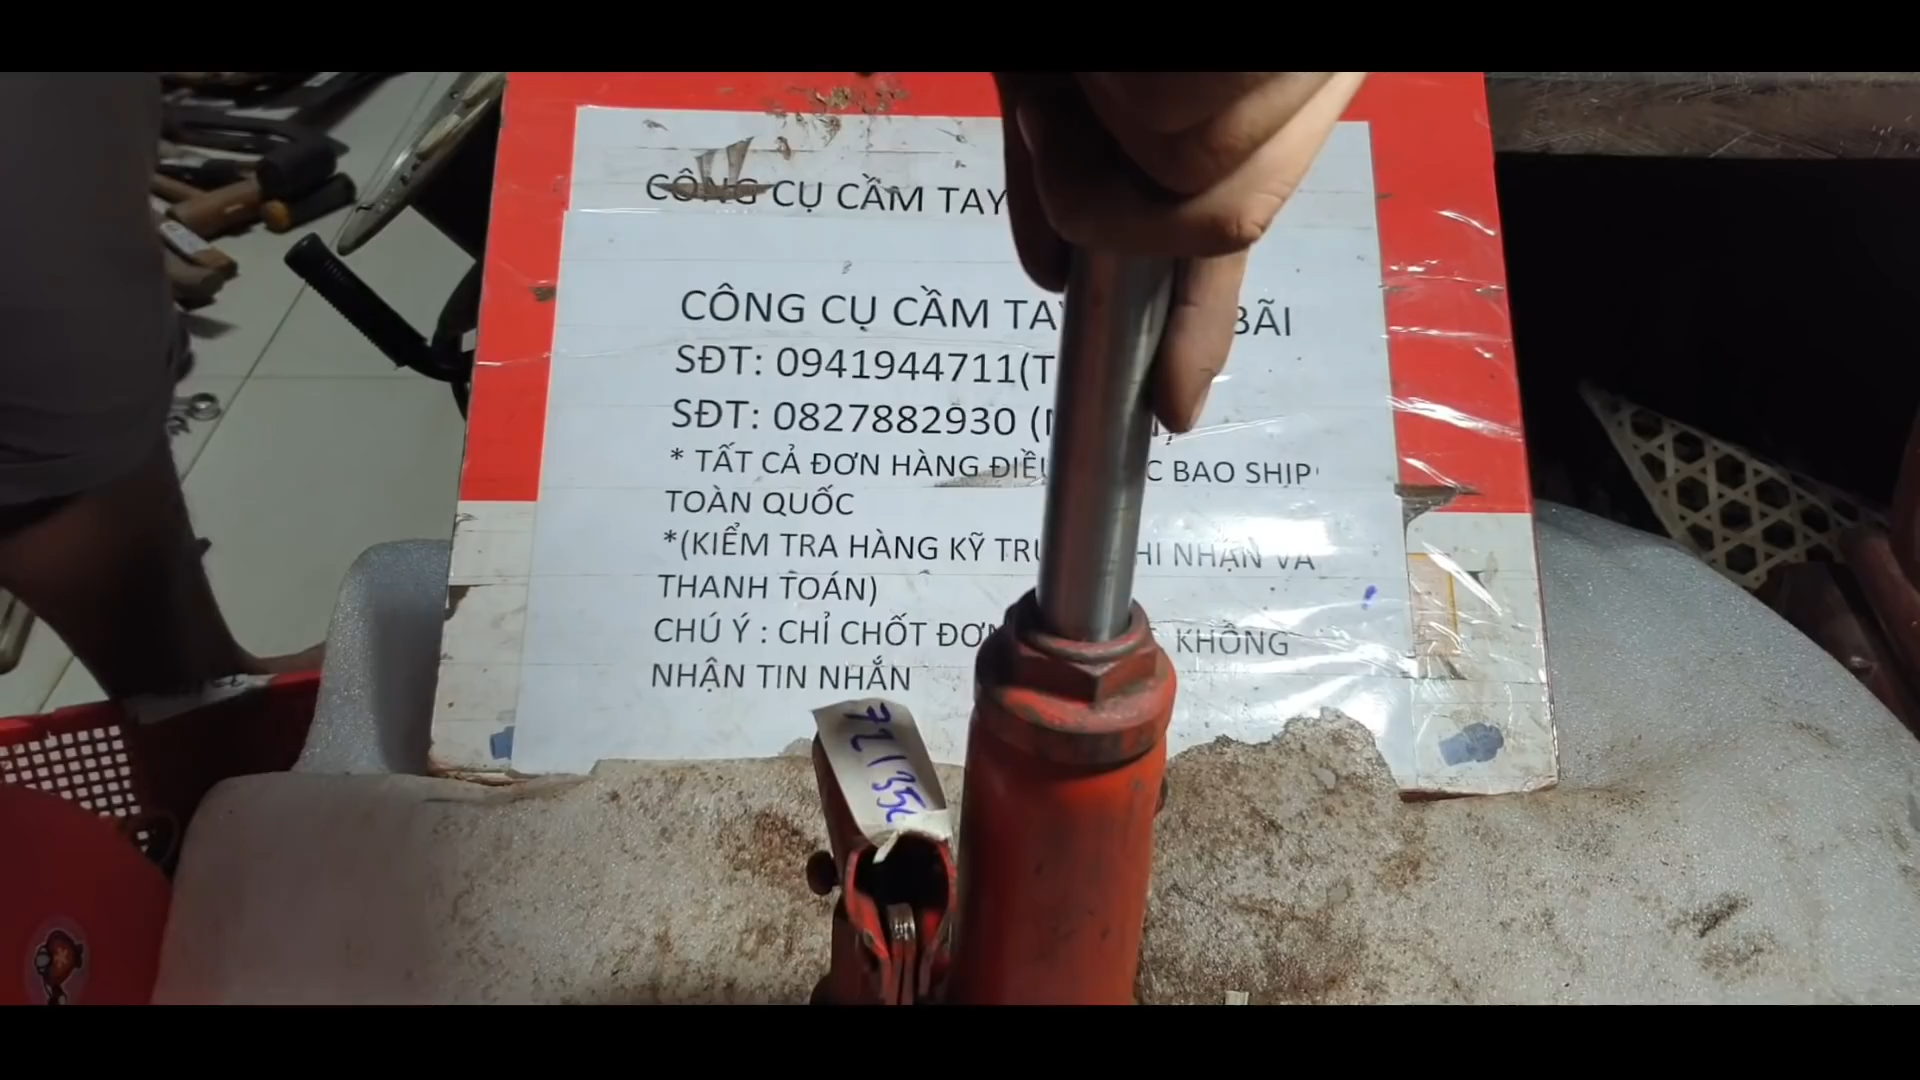 CÔNG CỤ CẦM TAY
CÔNG CỤ CẦM TAY BÃI
SĐT: 0941944711(T
SĐT: 0827882930 (
* TẤT CẢ ĐƠN HÀNG ĐIỀU BAO SHIP
TOÀN QUỐC
*(KIỂM TRA HÀNG KỸ NHẬN VÀ
THANH TOÁN)
CHÚ Ý : CHỈ CHỐT ĐƠN KHÔNG
NHẬN TIN NHẮN